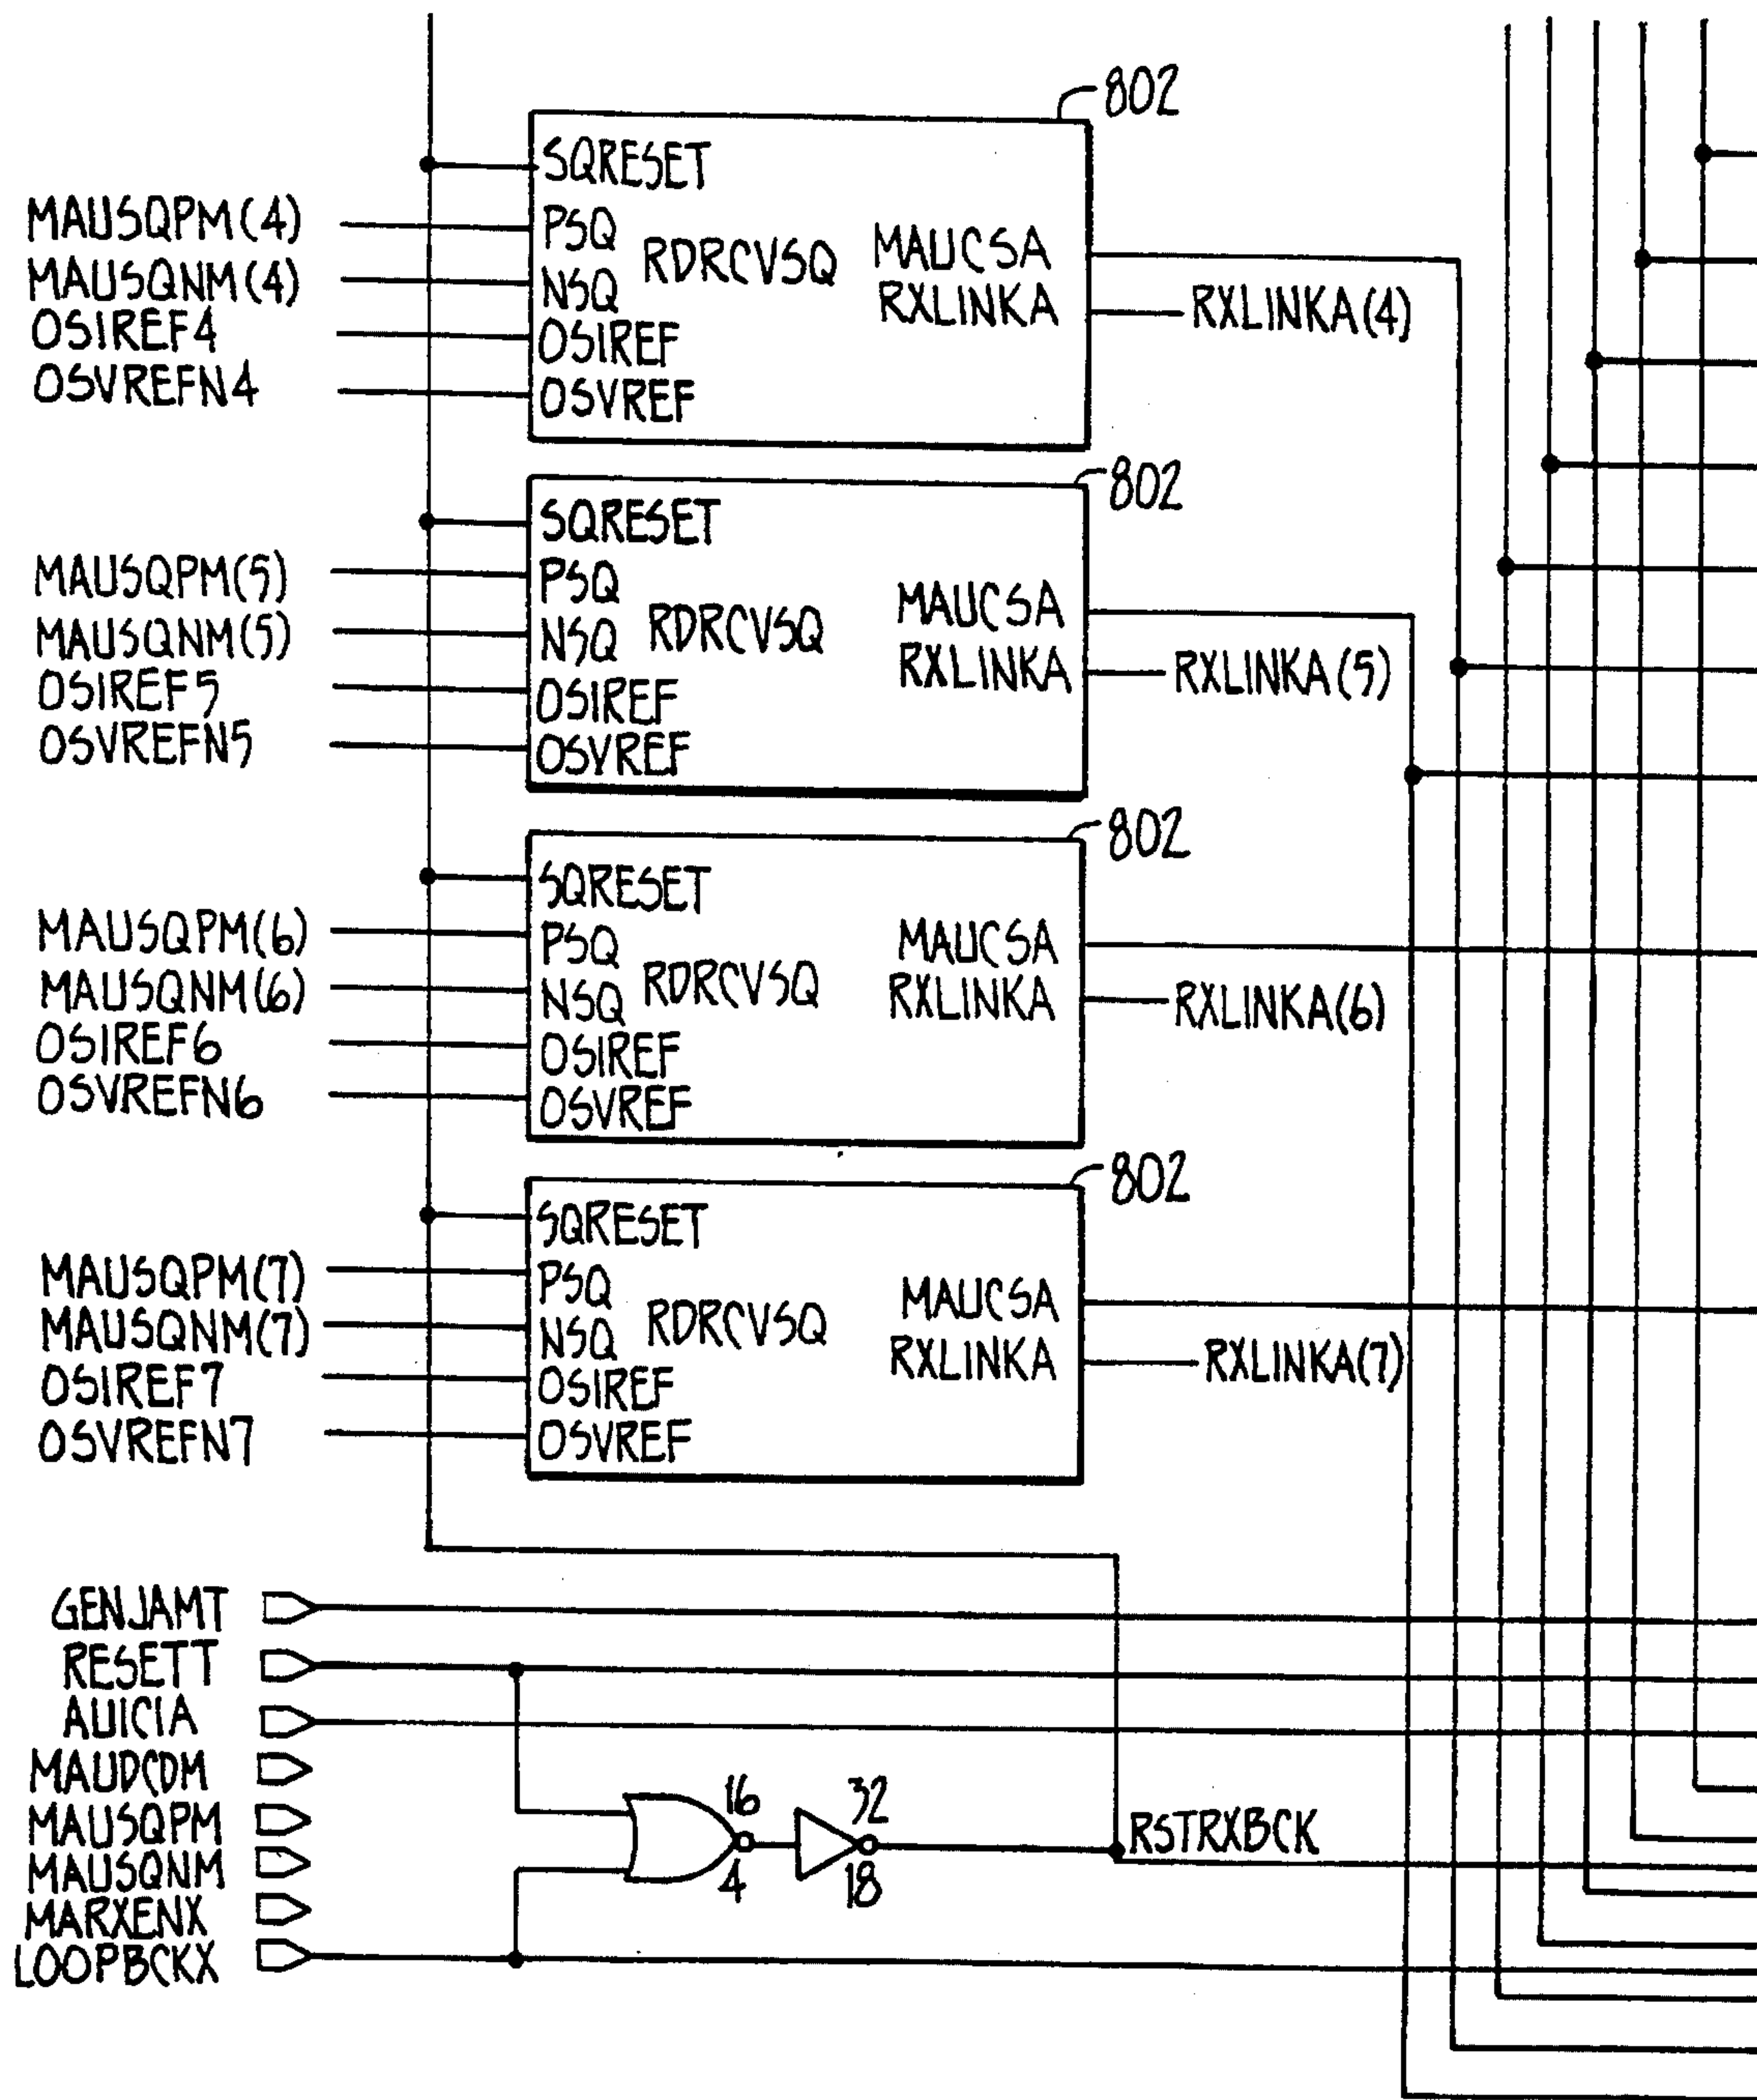 802
SQRESET
MAUSQPM(4)
PSQ
RDRCVSQ
MAUCSA
MAUSQNM(4)
NSQ
RXLINKA
RXLINKA(4)
OSIREF4
OSIREF
OSVREFN4
OSVREF
802
SQRESET
MAUSQPM(5)
PSQ
RDRCVSQ
MAUCSA
MAUSQNM(5)
NSQ
RXLINKA
RXLINKA(5)
OSIREF5
OSIREF
OSVREFN5
OSVREF
802
SQRESET
MAUSQPM(6)
PSQ
RDRCVSQ
MAUCSA
MAUSQNM(6)
NSQ
RXLINKA
RXLINKA(6)
OSIREF6
OSIREF
OSVREFN6
OSVREF
802
SQRESET
MAUSQPM(7)
PSQ
RDRCVSQ
MAUCSA
MAUSQNM(7)
NSQ
RXLINKA
RXLINKA(7)
OSIREF7
OSIREF
OSVREFN7
OSVREF
GENJAMT
RESETT
AUICIA
MAUDCDM
MAUSQPM
MAUSQNM
MARXENX
LOOPBCKX
16
4
32
18
RSTRXBCK